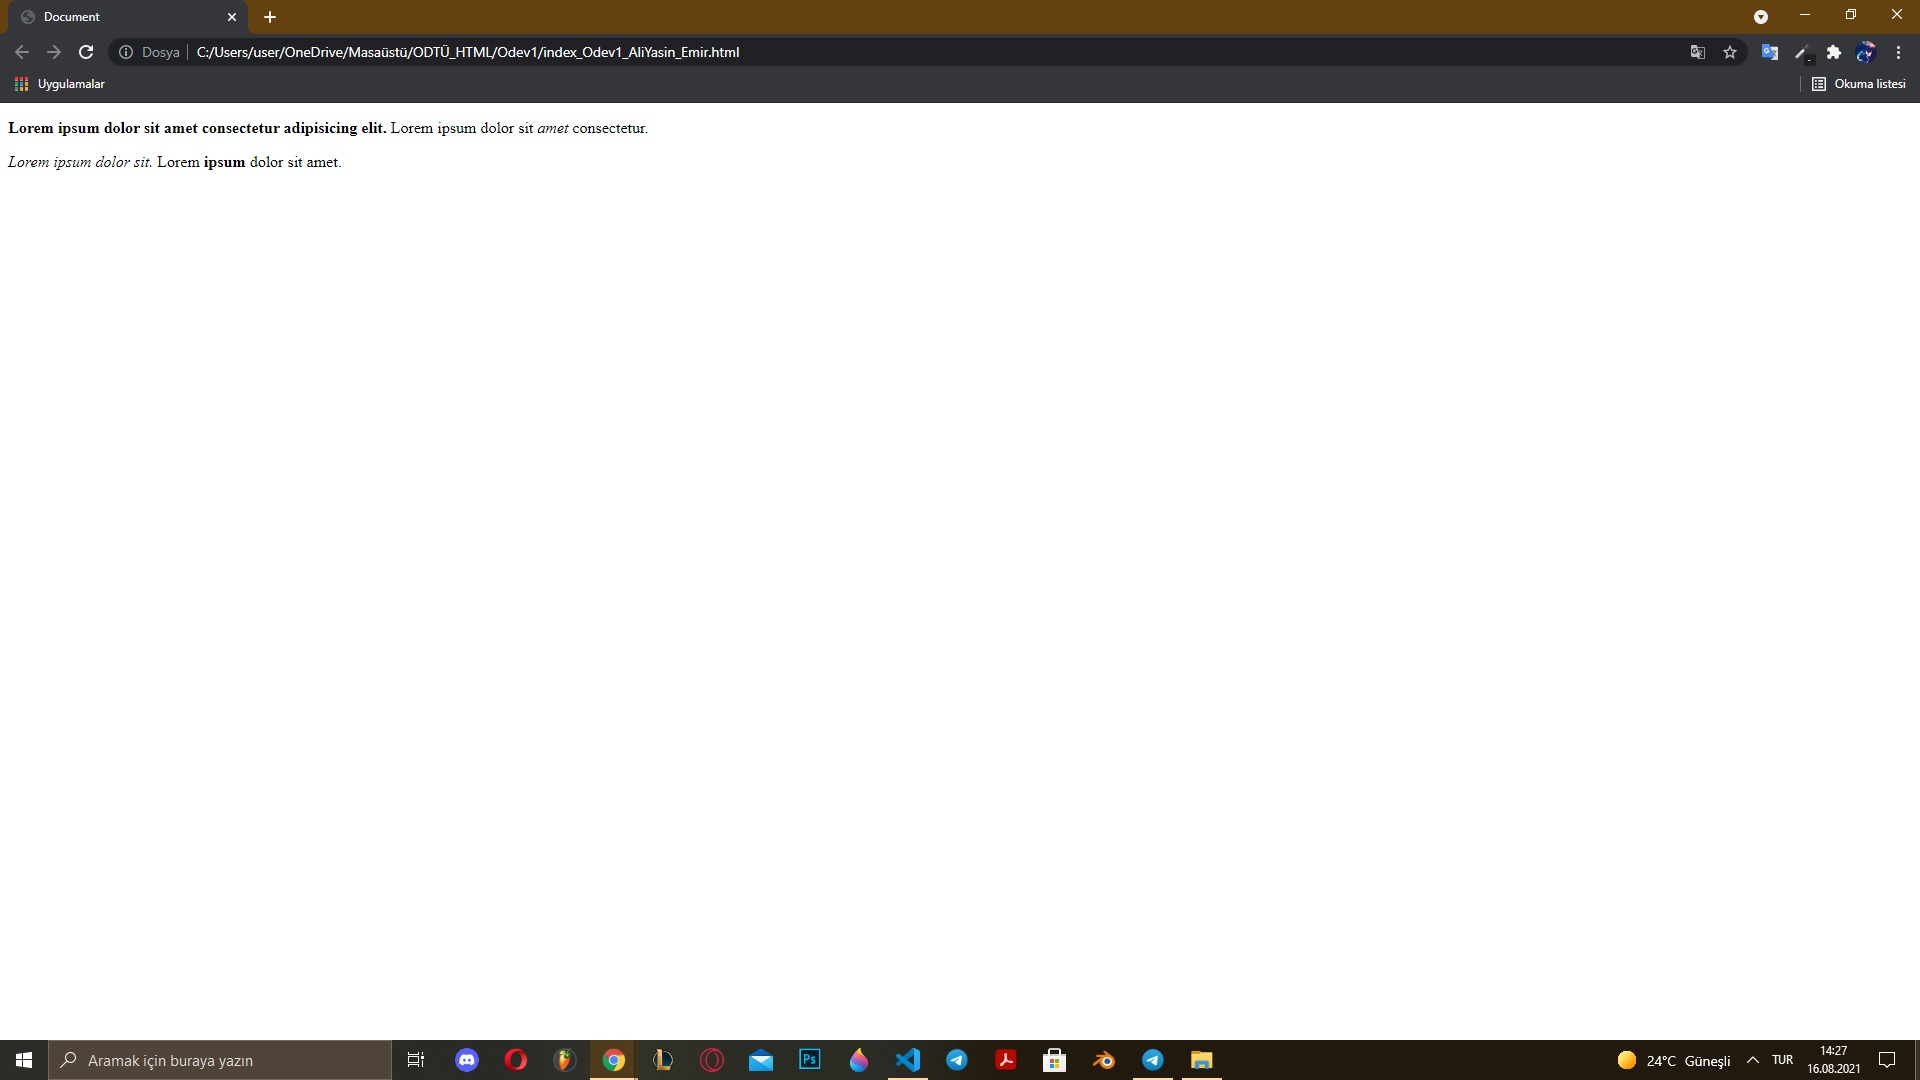 Document
Dosya C:/Users/user/OneDrive/Masaüstü/ODTÜ_HTML/Odev1/index_Odev1_AliYasin_Emir.html
Uygulamalar Okuma listesi
Lorem ipsum dolor sit amet consectetur adipisicing elit. Lorem ipsum dolor sit amet consectetur.
Lorem ipsum dolor sit. Lorem ipsum dolor sit amet.
Aramak için buraya yazın Ps 24°C Güneşli TUR 14:27
16.08.2021